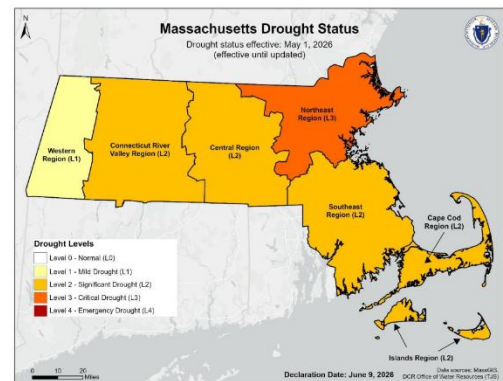 N
Massachusetts Drought Status
Drought status effective: May 1, 2026
(effective until updated)
Northeast
Region (L3)
Western
Region (L1)
Connecticut River
Valley Region (L2)
Central Region
(L2)
Southeast
Region (L2)
Cape Cod
Region (L2)
Drought Levels
Level 0 - Normal (L0)
Level 1 - Mild Drought (L1)
Level 2 - Significant Drought (L2)
Level 3 - Critical Drought (L3)
Level 4 - Emergency Drought (L4)
Islands Region (L2)
0 10 20
Miles
Declaration Date: June 9, 2026
Data sources: MassGIS
DCR Office of Water Resources (TJS)